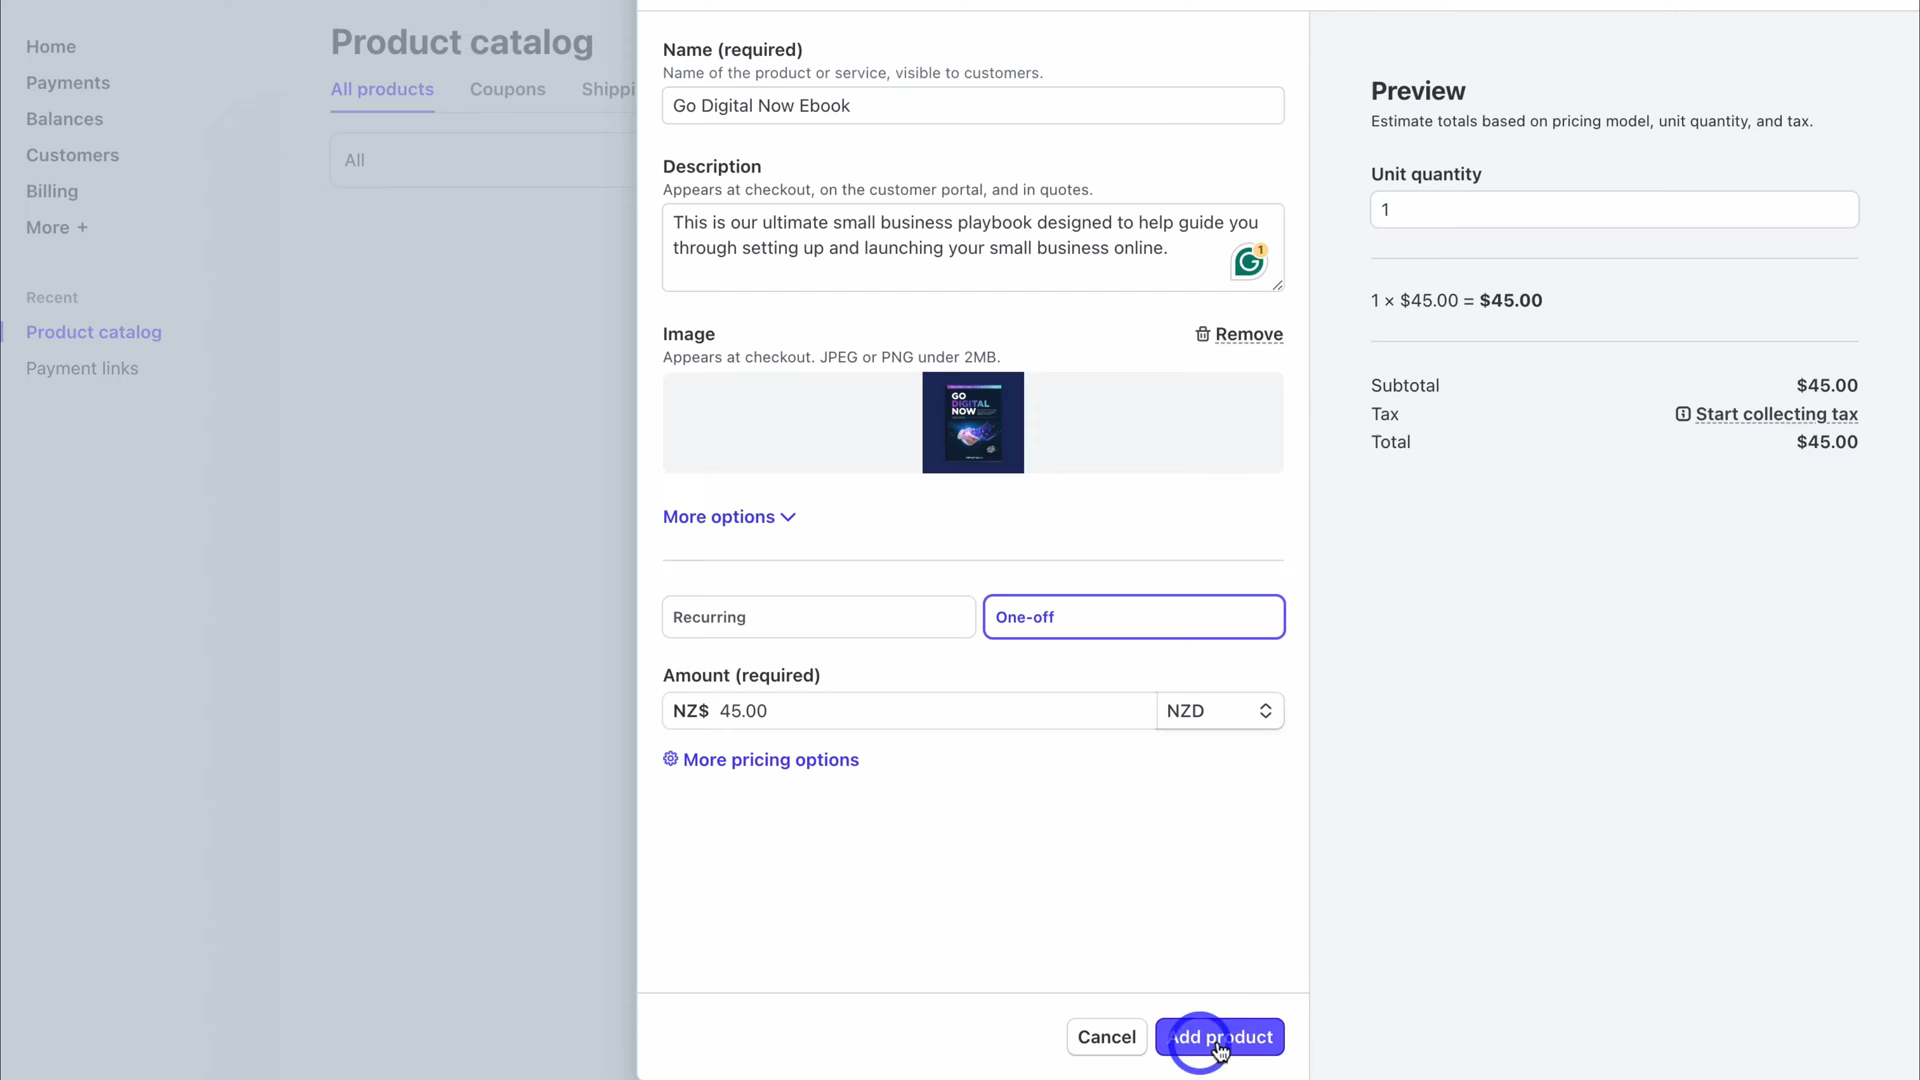 Home
Payments
Balances
Customers
Billing
More +
Recent
Product catalog
Payment links
Product catalog
All products
Coupons
Shippi
All
Name (required)
Name of the product or service, visible to customers.
Go Digital Now Ebook
Description
Appears at checkout, on the customer portal, and in quotes.
This is our ultimate small business playbook designed to help guide you
through setting up and launching your small business online.
1
Image
Remove
Appears at checkout. JPEG or PNG under 2MB.
GO
DIGITAL
NOW
More options
Recurring
One-off
Amount (required)
NZ$ 45.00
NZD
More pricing options
Cancel
Add product
Preview
Estimate totals based on pricing model, unit quantity, and tax.
Unit quantity
1
1 × $45.00 = $45.00
Subtotal $45.00
Tax Start collecting tax
Total $45.00